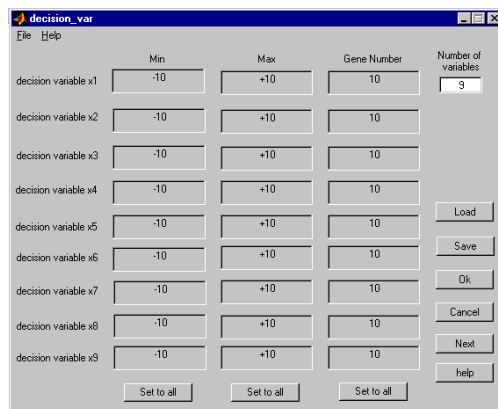 decision_var
File Help
Min Max Gene Number Number of variables
decision variable x1 -10 +10 10 9
decision variable x2 -10 +10 10
decision variable x3 -10 +10 10
decision variable x4 -10 +10 10
decision variable x5 -10 +10 10
decision variable x6 -10 +10 10
decision variable x7 -10 +10 10
decision variable x8 -10 +10 10
decision variable x9 -10 +10 10
Set to all Set to all Set to all
Load
Save
Ok
Cancel
Next
help